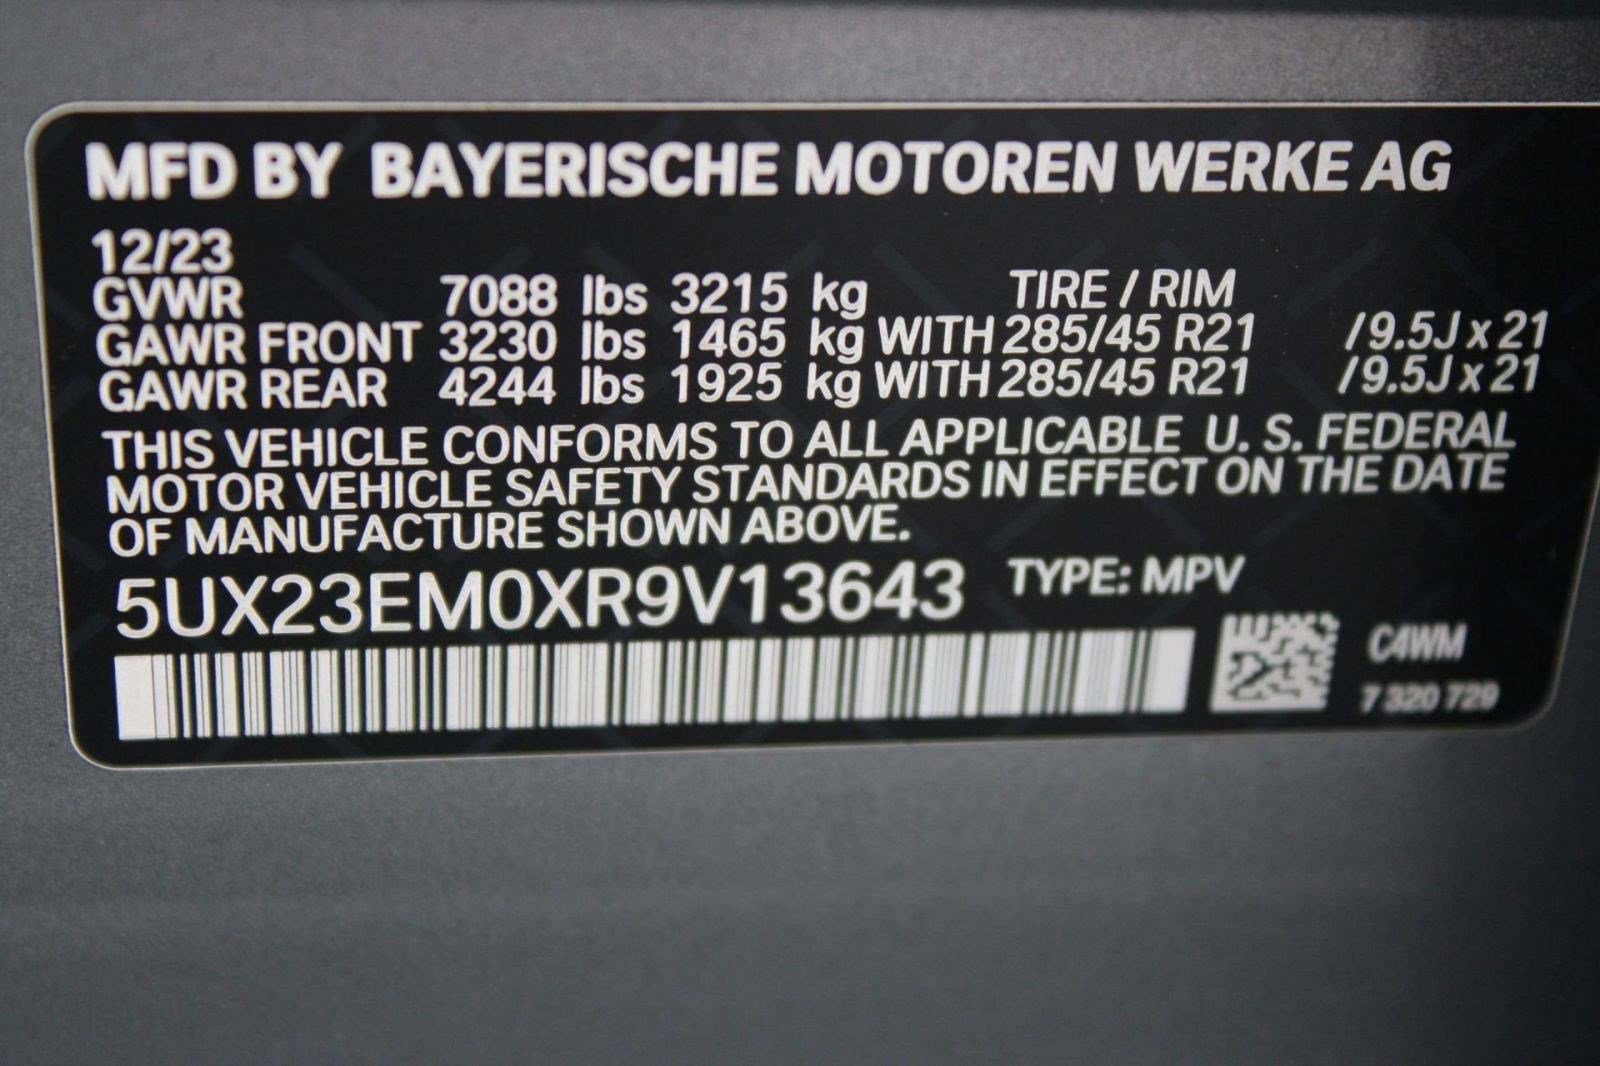 MFD BY BAYERISCHE MOTOREN WERKE AG
12/23
GVWR 7088 lbs 3215 kg TIRE / RIM
GAWR FRONT 3230 lbs 1465 kg WITH 285/45 R21 /9.5J x 21
GAWR REAR 4244 lbs 1925 kg WITH 285/45 R21 /9.5J x 21
THIS VEHICLE CONFORMS TO ALL APPLICABLE U. S. FEDERAL
MOTOR VEHICLE SAFETY STANDARDS IN EFFECT ON THE DATE
OF MANUFACTURE SHOWN ABOVE.
5UX23EM0XR9V13643 TYPE: MPV
C4WM
7 320 729